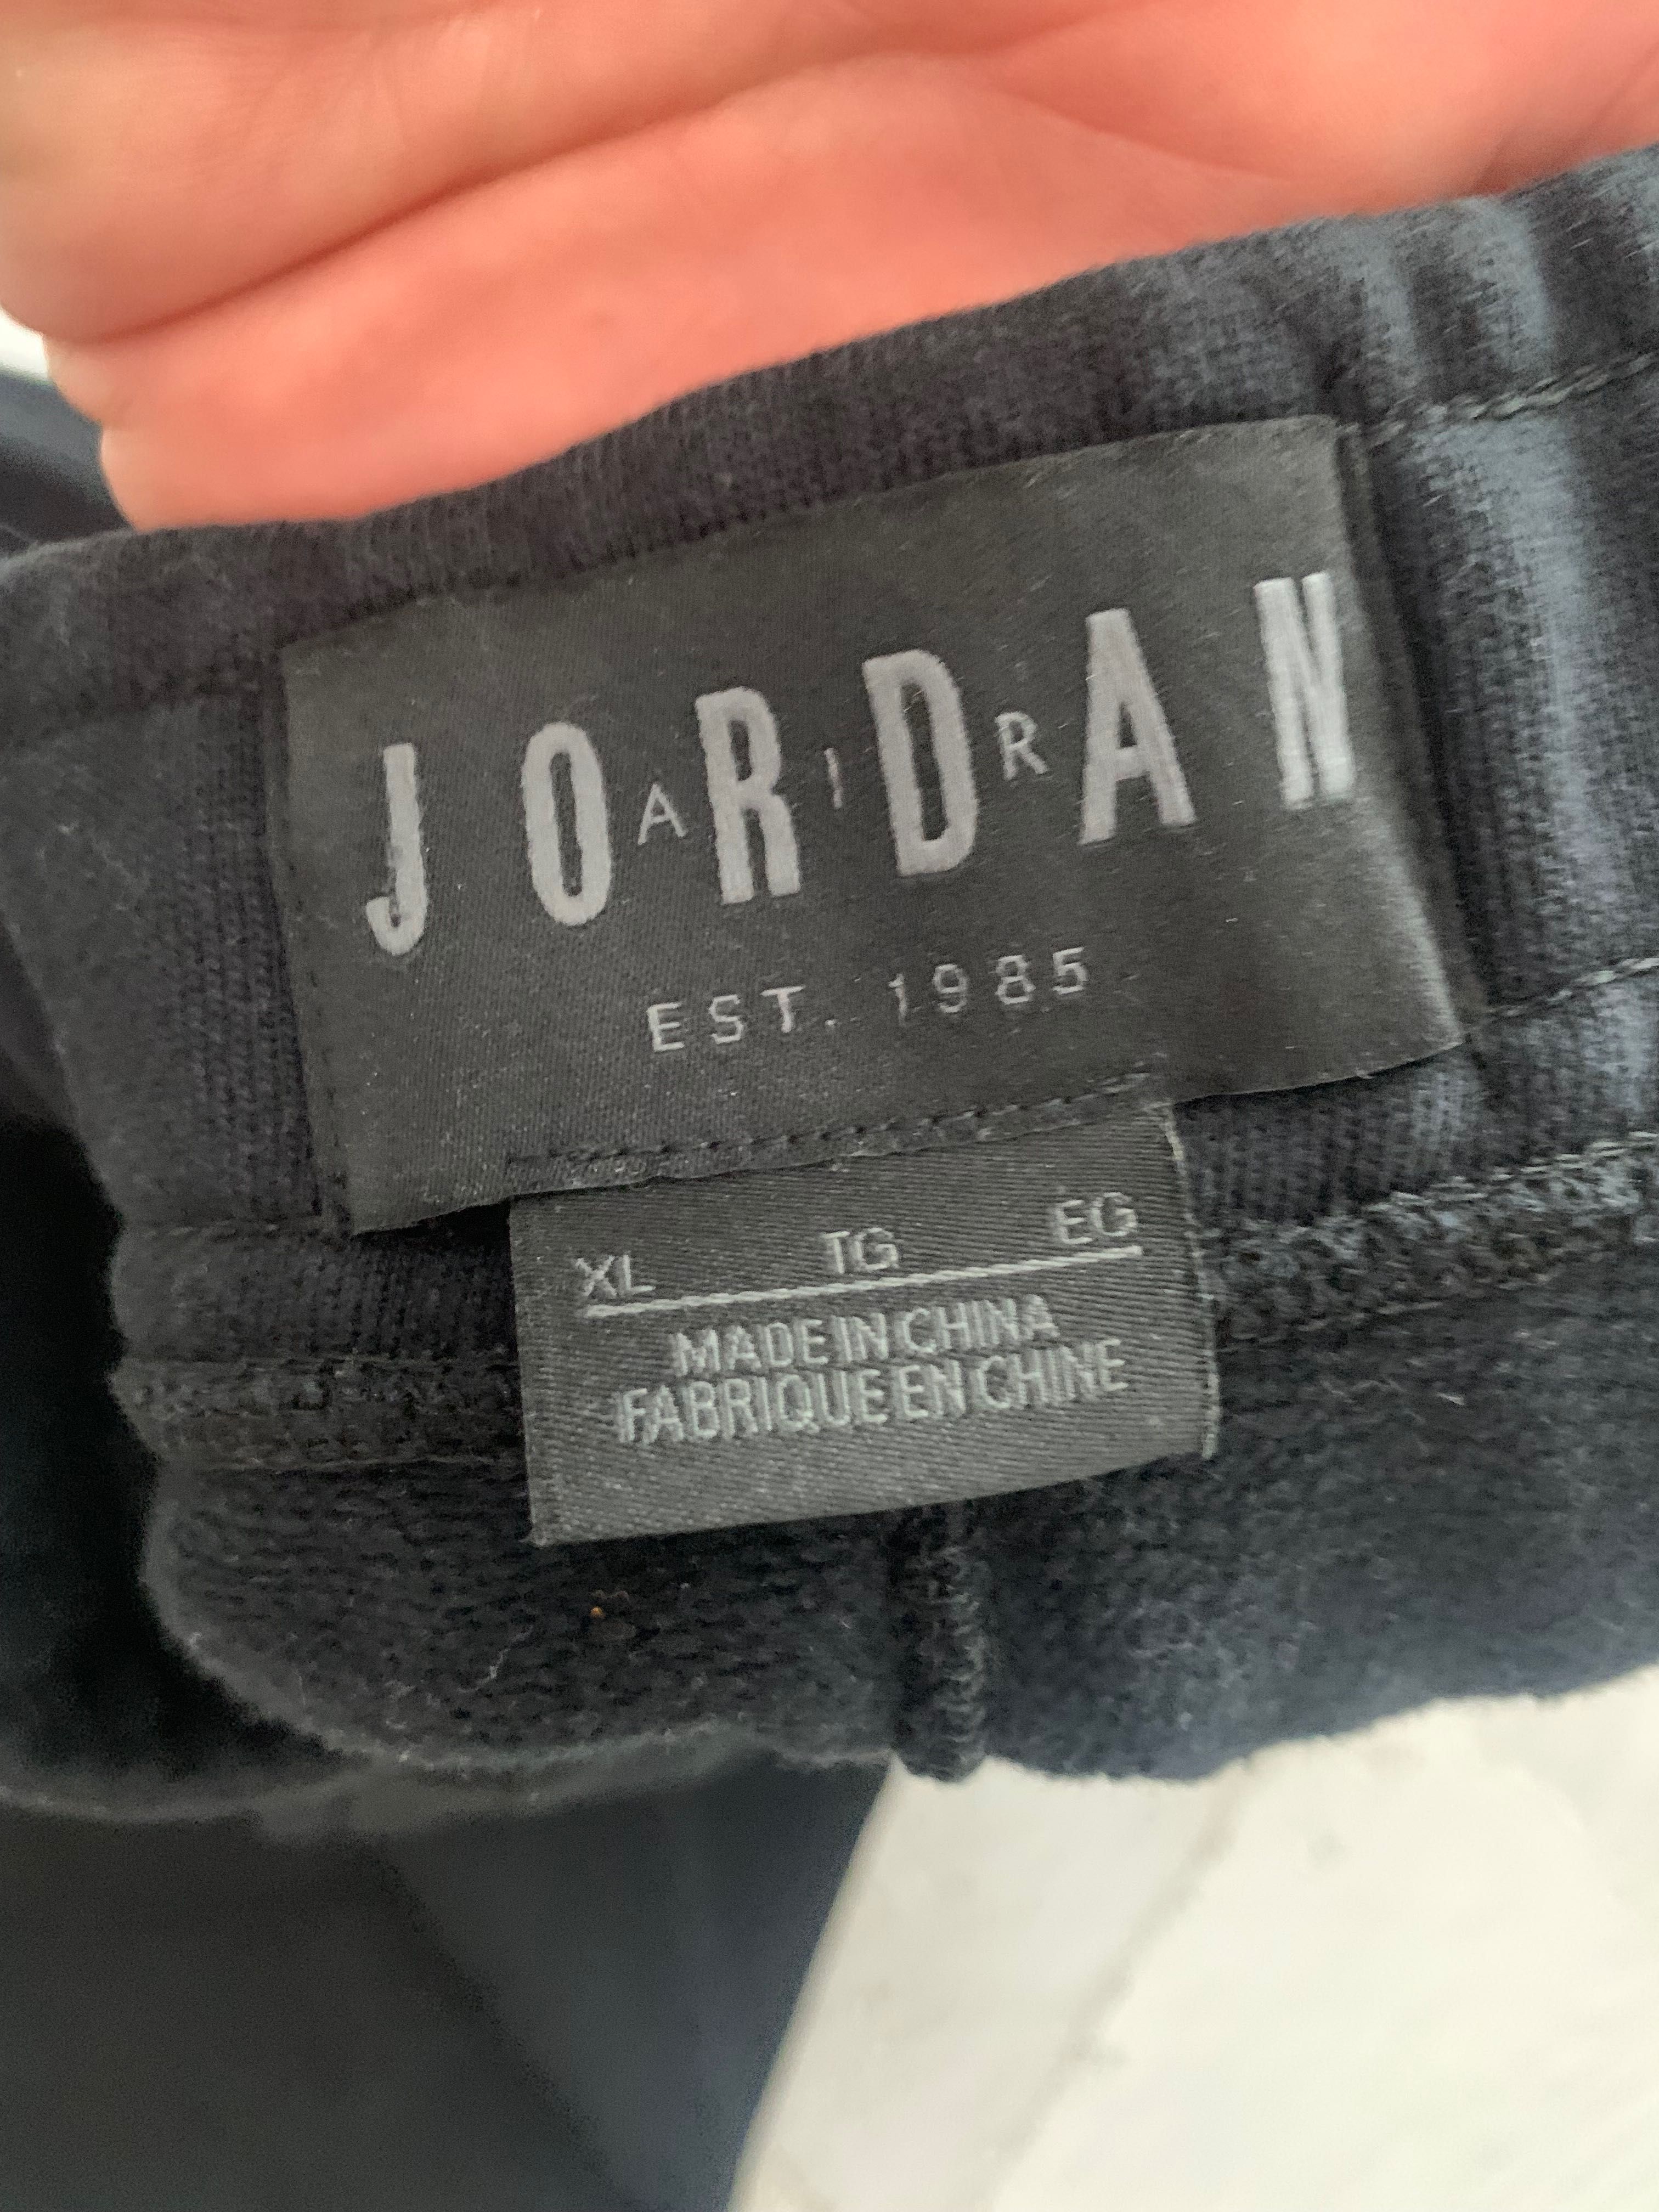 JORDAN
AIR
EST. 1985
XL TG EG
MADE IN CHINA
FABRIQUE EN CHINE